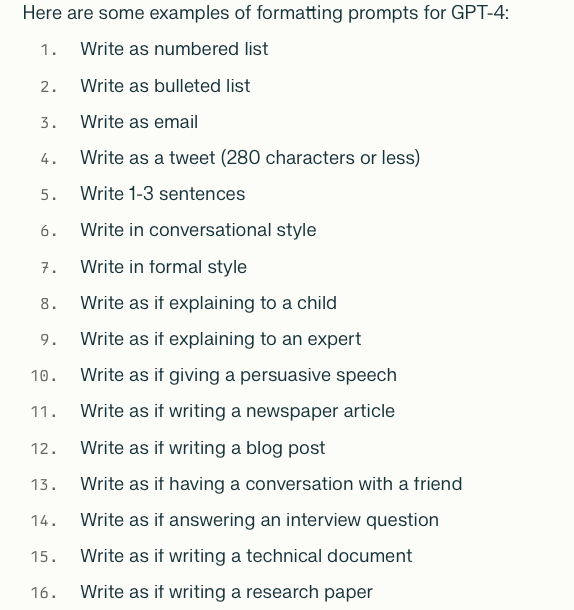 Here are some examples of formatting prompts for GPT-4:
1. Write as numbered list
2. Write as bulleted list
3. Write as email
4. Write as a tweet (280 characters or less)
5. Write 1-3 sentences
6. Write in conversational style
7. Write in formal style
8. Write as if explaining to a child
9. Write as if explaining to an expert
10. Write as if giving a persuasive speech
11. Write as if writing a newspaper article
12. Write as if writing a blog post
13. Write as if having a conversation with a friend
14. Write as if answering an interview question
15. Write as if writing a technical document
16. Write as if writing a research paper